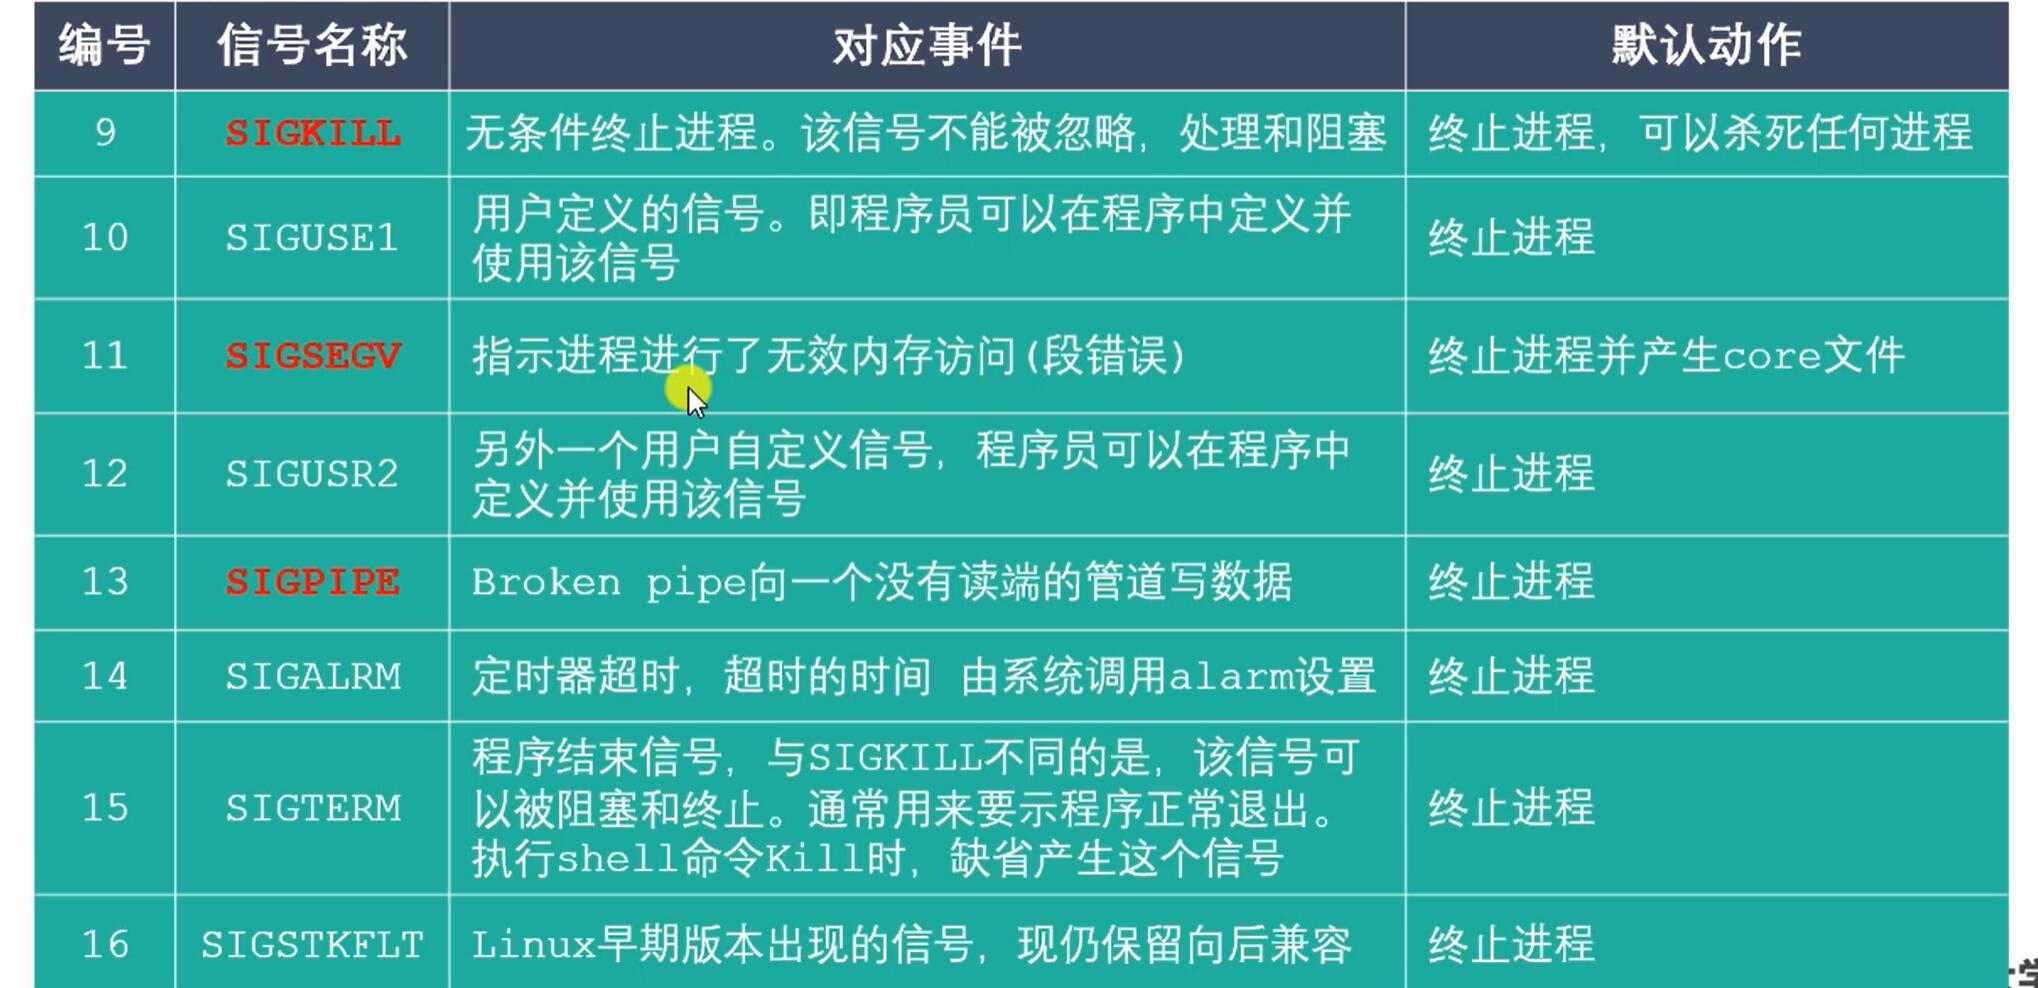 编号 信号名称 对应事件 默认动作
9 SIGKILL 无条件终止进程。该信号不能被忽略，处理和阻塞 终止进程，可以杀死任何进程
10 SIGUSE1 用户定义的信号。即程序员可以在程序中定义并
使用该信号 终止进程
11 SIGSEGV 指示进程进行了无效内存访问(段错误) 终止进程并产生core文件
12 SIGUSR2 另外一个用户自定义信号，程序员可以在程序中
定义并使用该信号 终止进程
13 SIGPIPE Broken pipe向一个没有读端的管道写数据 终止进程
14 SIGALRM 定时器超时，超时的时间 由系统调用alarm设置 终止进程
15 SIGTERM 程序结束信号，与SIGKILL不同的是，该信号可
以被阻塞和终止。通常用来要示程序正常退出。
执行shell命令Kill时，缺省产生这个信号 终止进程
16 SIGSTKFLT Linux早期版本出现的信号，现仍保留向后兼容 终止进程